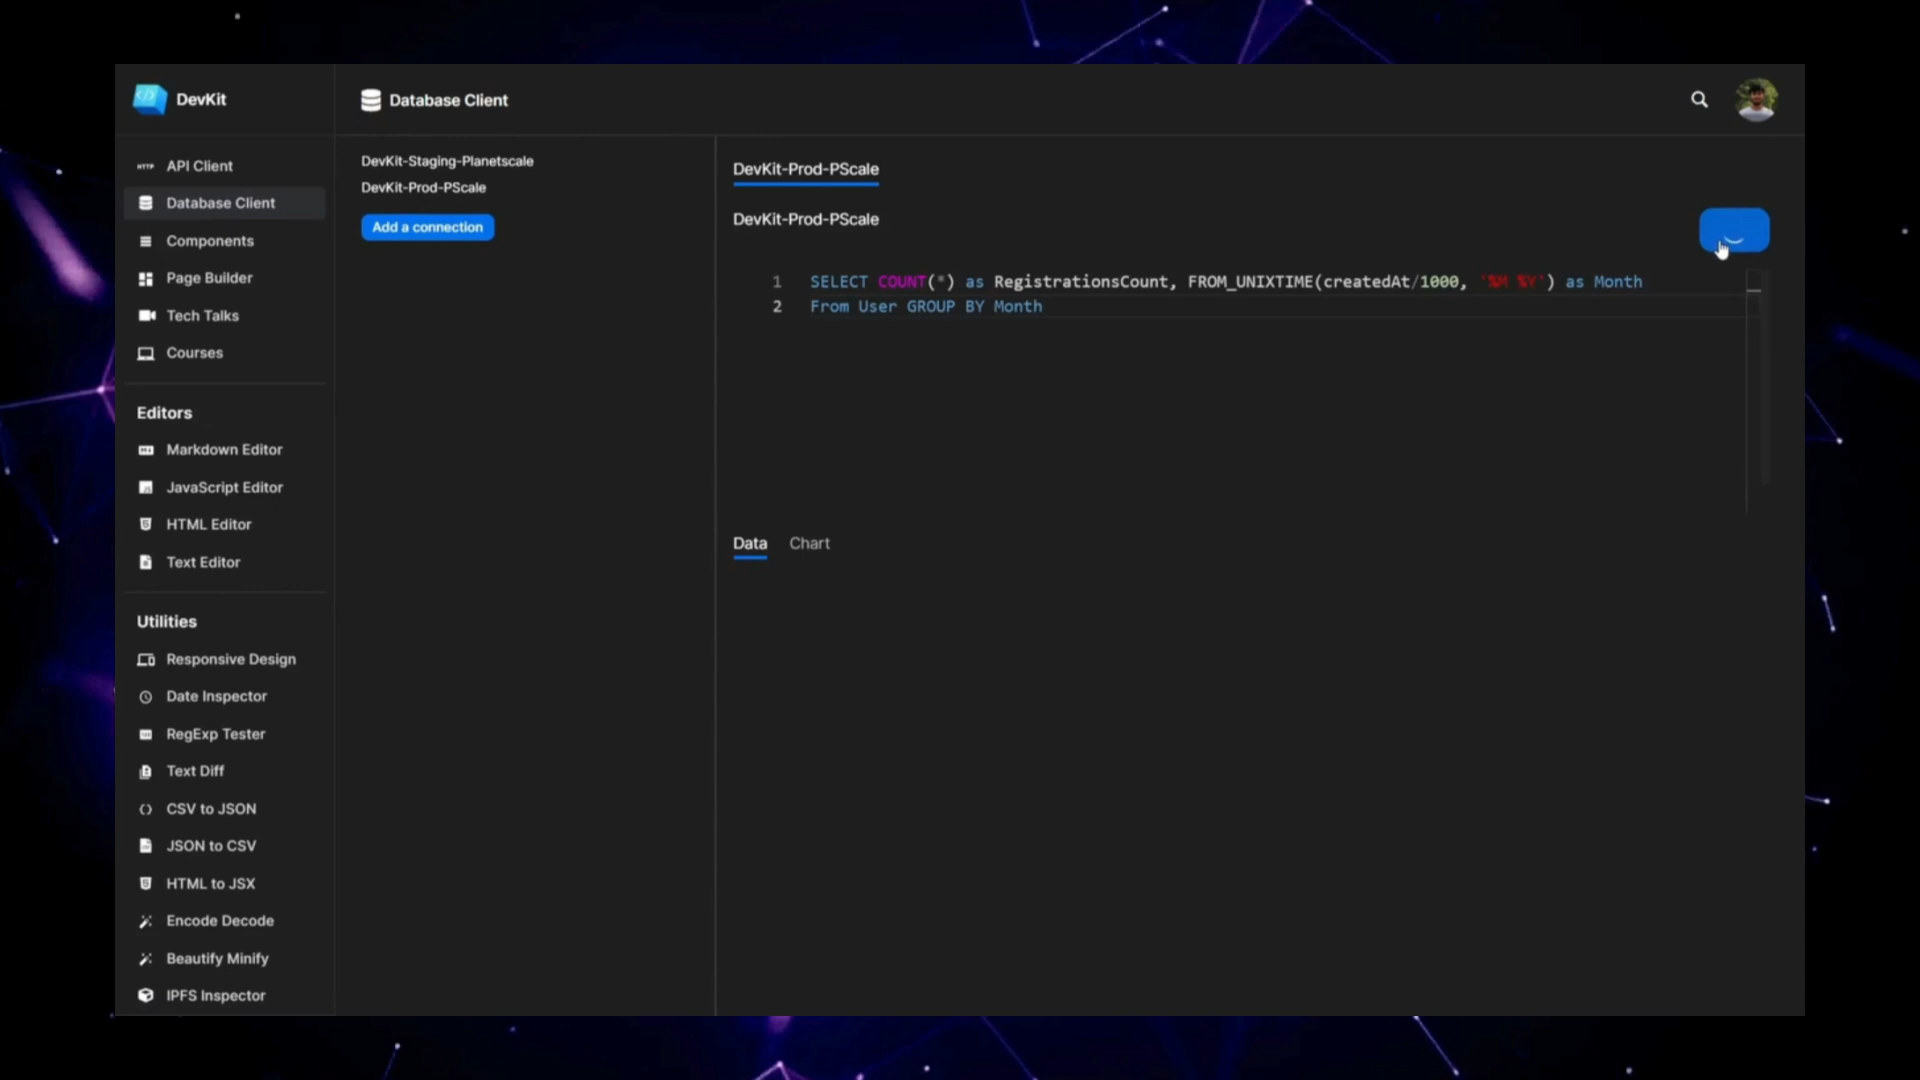 DevKit
Database Client
API Client
Database Client
Components
Page Builder
Tech Talks
Courses
Editors
Markdown Editor
JavaScript Editor
HTML Editor
Text Editor
Utilities
Responsive Design
Date Inspector
RegExp Tester
Text Diff
CSV to JSON
JSON to CSV
HTML to JSX
Encode Decode
Beautify Minify
IPFS Inspector
DevKit-Staging-Planetscale
DevKit-Prod-PScale
Add a connection
DevKit-Prod-PScale
DevKit-Prod-PScale
1 SELECT COUNT(*) as RegistrationsCount, FROM_UNIXTIME(createdAt/1000, '%M %Y') as Month
2 From User GROUP BY Month
Data Chart